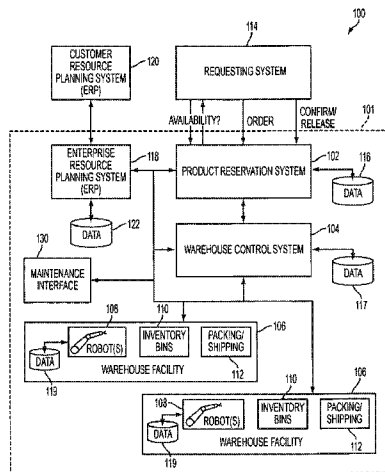 100
114
CUSTOMER
RESOURCE
PLANNING SYSTEM
(ERP)
120
REQUESTING SYSTEM
AVAILABILITY?
ORDER
CONFIRM/
RELEASE
101
ENTERPRISE
RESOURCE
PLANNING SYSTEM
(ERP)
118
PRODUCT RESERVATION SYSTEM
102
116
DATA
DATA
122
WAREHOUSE CONTROL SYSTEM
104
DATA
117
130
MAINTENANCE
INTERFACE
108
110
106
ROBOT(S)
INVENTORY
BINS
PACKING/
SHIPPING
DATA
119
WAREHOUSE FACILITY
112
108
110
106
ROBOT(S)
INVENTORY
BINS
PACKING/
SHIPPING
DATA
119
WAREHOUSE FACILITY
112